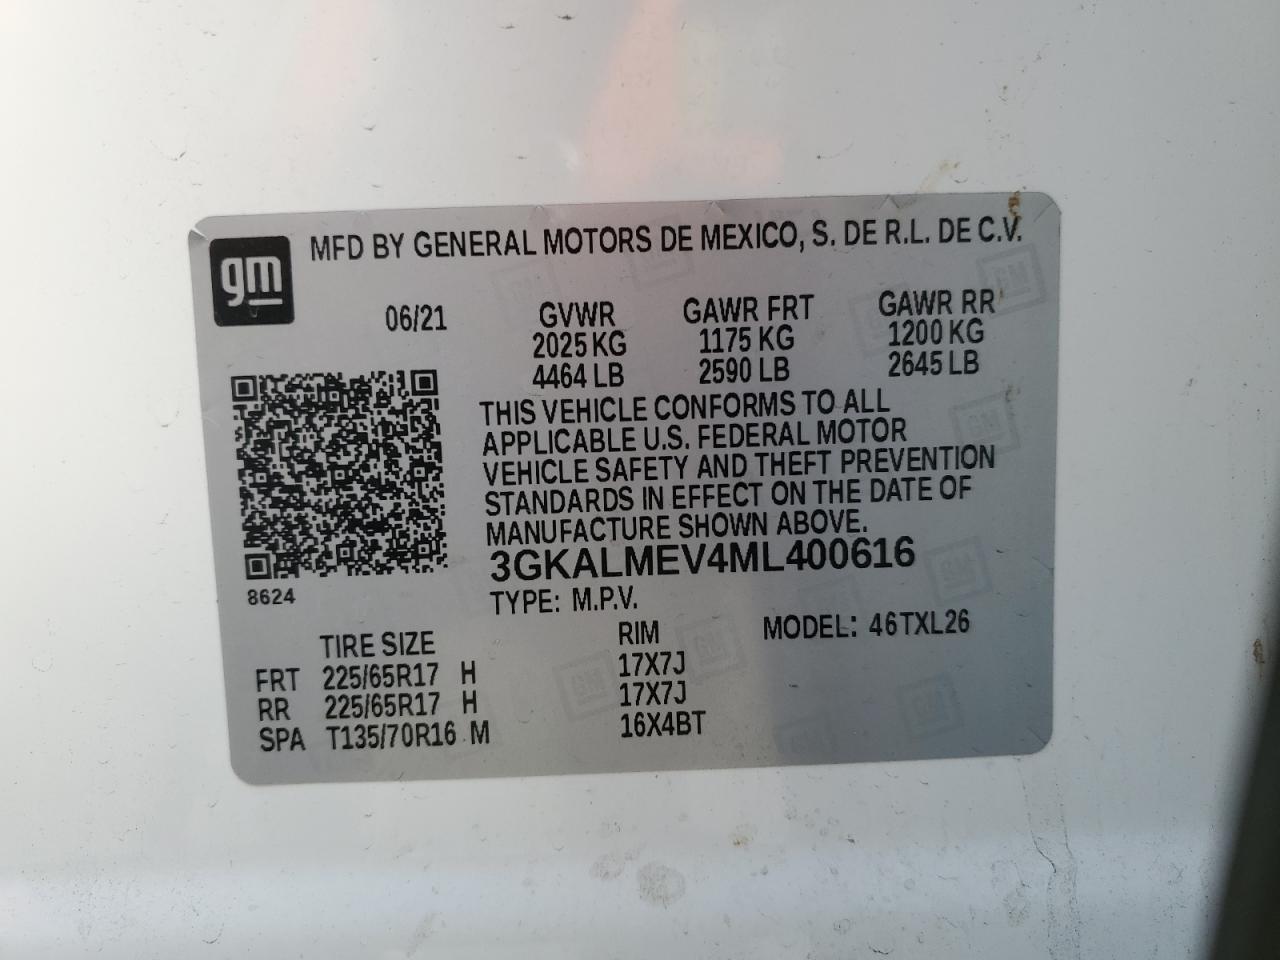 gm
MFD BY GENERAL MOTORS DE MEXICO, S. DE R.L. DE C.V.
06/21
GVWR GAWR FRT GAWR RR
2025 KG 1175 KG 1200 KG
4464 LB 2590 LB 2645 LB
THIS VEHICLE CONFORMS TO ALL
APPLICABLE U.S. FEDERAL MOTOR
VEHICLE SAFETY AND THEFT PREVENTION
STANDARDS IN EFFECT ON THE DATE OF
MANUFACTURE SHOWN ABOVE.
3GKALMEV4ML400616
8624
TYPE: M.P.V.
MODEL: 46TXL26
TIRE SIZE RIM
FRT 225/65R17 H 17X7J
RR 225/65R17 H 17X7J
SPA T135/70R16 M 16X4BT